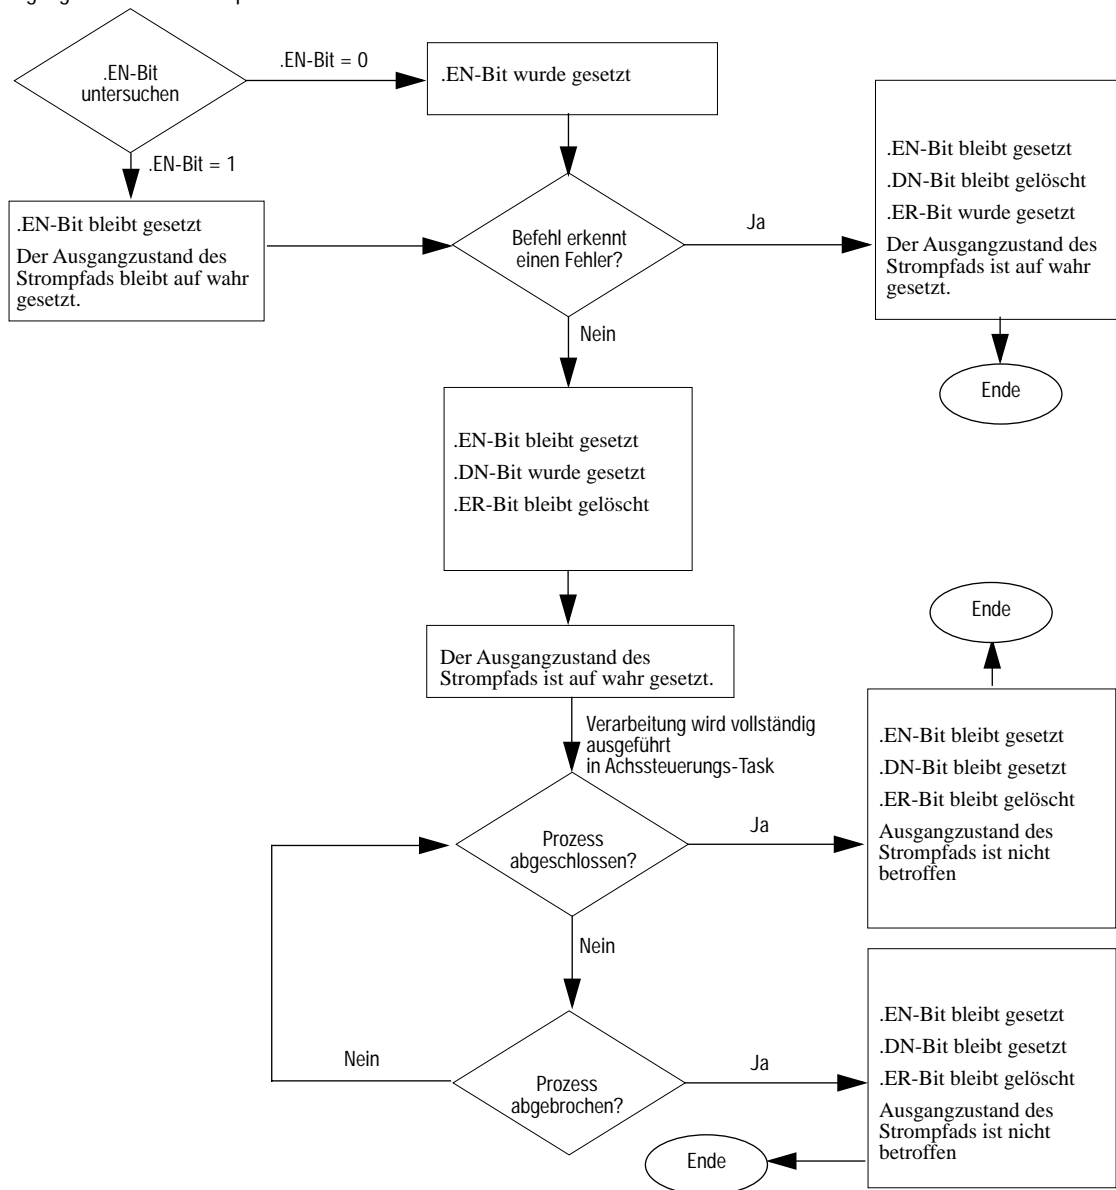 .EN-Bit
untersuchen
.EN-Bit = 0
.EN-Bit wurde gesetzt
.EN-Bit = 1
.EN-Bit bleibt gesetzt
Der Ausgangzustand des
Strompfads bleibt auf wahr
gesetzt.
Befehl erkennt
einen Fehler?
Ja
.EN-Bit bleibt gesetzt
.DN-Bit bleibt gelöscht
.ER-Bit wurde gesetzt
Der Ausgangzustand des
Strompfads ist auf wahr
gesetzt.
Ende
Nein
.EN-Bit bleibt gesetzt
.DN-Bit wurde gesetzt
.ER-Bit bleibt gelöscht
Der Ausgangzustand des
Strompfads ist auf wahr gesetzt.
Verarbeitung wird vollständig
ausgeführt
in Achssteuerungs-Task
Prozess
abgeschlossen?
Ja
Ende
.EN-Bit bleibt gesetzt
.DN-Bit bleibt gesetzt
.ER-Bit bleibt gelöscht
Ausgangzustand des
Strompfads ist nicht
betroffen
Nein
Prozess
abgebrochen?
Nein
Ja
.EN-Bit bleibt gesetzt
.DN-Bit bleibt gesetzt
.ER-Bit bleibt gelöscht
Ausgangzustand des
Strompfads ist nicht
betroffen
Ende